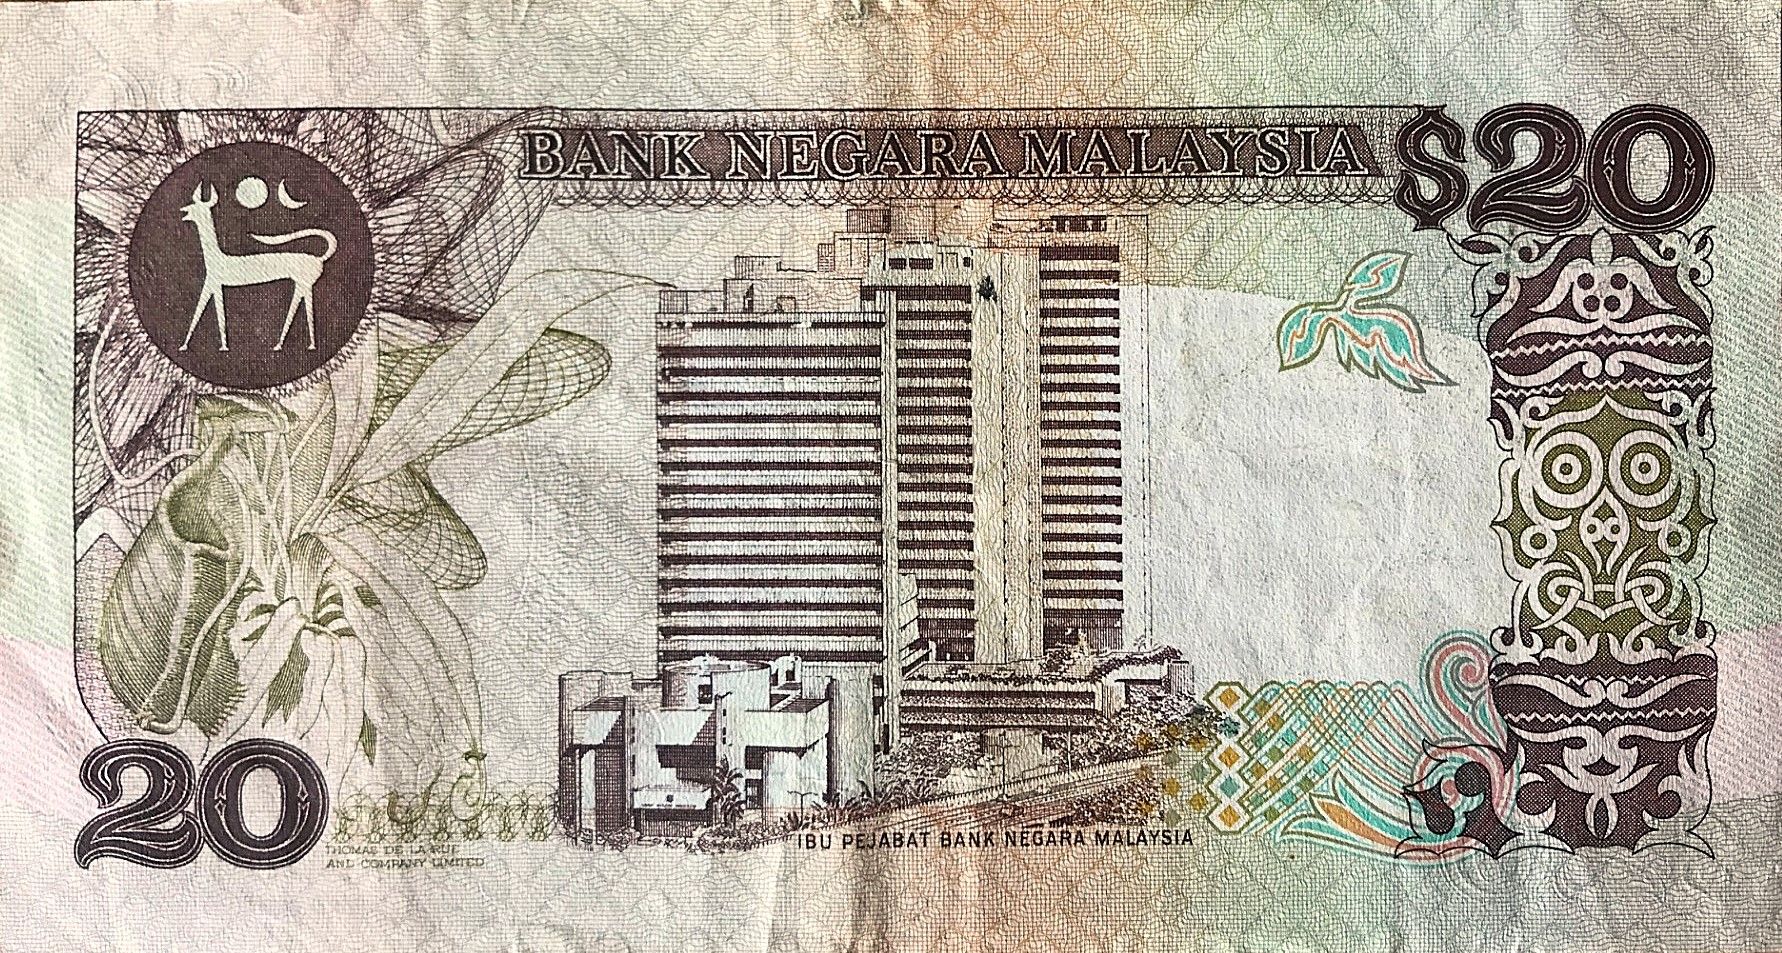 BANK NEGARA MALAYSIA
$20
20
THOMAS DE LA RUE
AND COMPANY LIMITED
IBU PEJABAT BANK NEGARA MALAYSIA